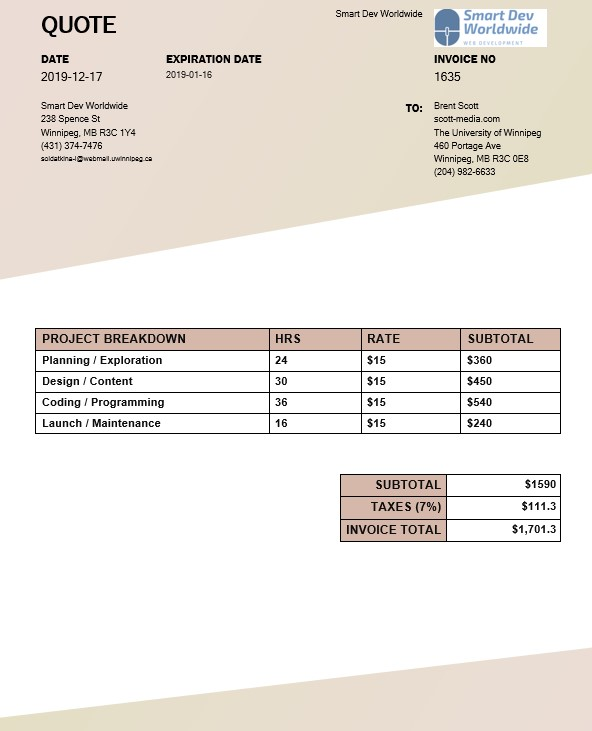 QUOTE
Smart Dev Worldwide
Smart Dev
Worldwide
WEB DEVELOPMENT
DATE EXPIRATION DATE INVOICE NO
2019-12-17 2019-01-16 1635
Smart Dev Worldwide
238 Spence St
Winnipeg, MB R3C 1Y4
(431) 374-7476
soldatkina-i@webmail.uwinnipeg.ca
TO: Brent Scott
scott-media.com
The University of Winnipeg
460 Portage Ave
Winnipeg, MB R3C 0E8
(204) 982-6633
PROJECT BREAKDOWN HRS RATE SUBTOTAL
Planning / Exploration 24 $15 $360
Design / Content 30 $15 $450
Coding / Programming 36 $15 $540
Launch / Maintenance 16 $15 $240
SUBTOTAL $1590
TAXES (7%) $111.3
INVOICE TOTAL $1,701.3